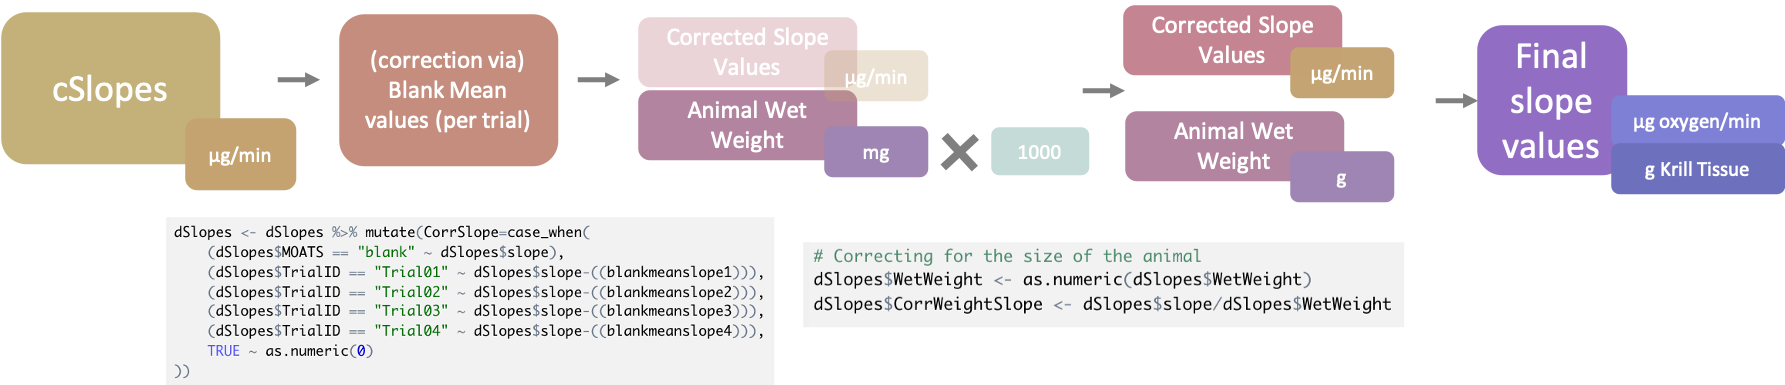 cSlopes
µg/min
(correction via)
Blank Mean
values (per trial)
Corrected Slope
Values
µg/min
Animal Wet
Weight
mg
1000
Corrected Slope
Values
µg/min
Animal Wet
Weight
g
Final
slope
values
µg oxygen/min
g Krill Tissue
dSlopes <- dSlopes %>% mutate(CorrSlope=case_when(
(dSlopes$MOATS == "blank" ~ dSlopes$slope),
(dSlopes$TrialID == "Trial01" ~ dSlopes$slope-((blankmeanslope1))),
(dSlopes$TrialID == "Trial02" ~ dSlopes$slope-((blankmeanslope2))),
(dSlopes$TrialID == "Trial03" ~ dSlopes$slope-((blankmeanslope3))),
(dSlopes$TrialID == "Trial04" ~ dSlopes$slope-((blankmeanslope4))),
TRUE ~ as.numeric(0)
))
# Correcting for the size of the animal
dSlopes$WetWeight <- as.numeric(dSlopes$WetWeight)
dSlopes$CorrWeightSlope <- dSlopes$slope/dSlopes$WetWeight